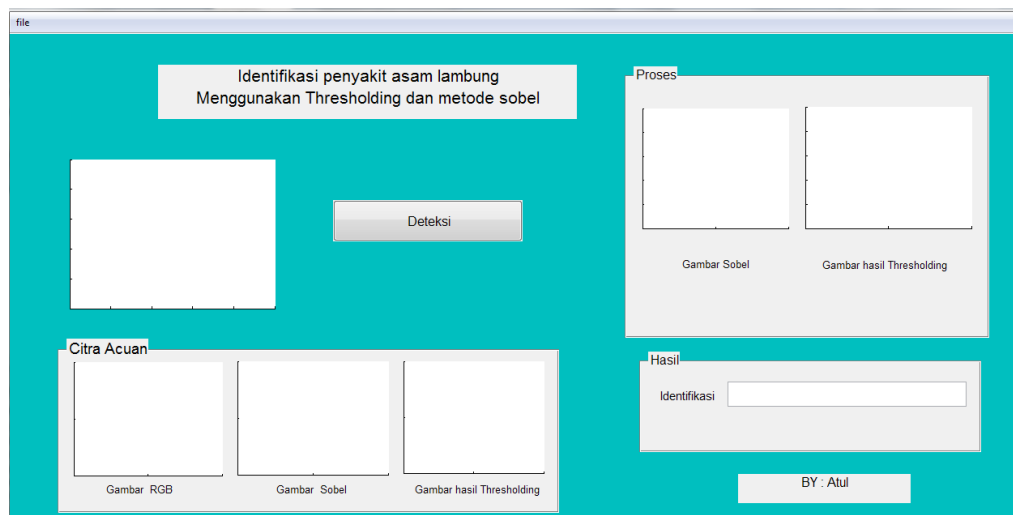 file
Identifikasi penyakit asam lambung
Menggunakan Thresholding dan metode sobel
Deteksi
Citra Acuan
Gambar RGB
Gambar Sobel
Gambar hasil Thresholding
Proses
Gambar Sobel
Gambar hasil Thresholding
Hasil
Identifikasi
BY : Atul